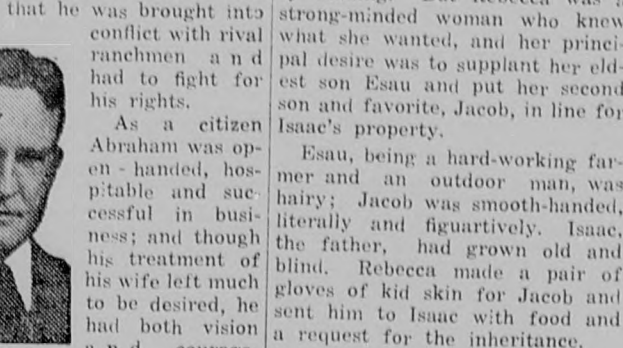 that he was brought into
conflict with rival
ranchmen and
had to fight for
his rights.
As a citizen
Abraham was op-
en - handed, hos-
pitable and suc-
cessful in busi-
ness; and though
his treatment of
his wife left much
to be desired, he
had both vision
and
strong-minded woman who knew
what she wanted, and her princi-
pal desire was to supplant her eld-
est son Esau and put her second
son and favorite, Jacob, in line for
Isaac's property.
Esau, being a hard-working far-
mer and an outdoor man, was
hairy; Jacob was smooth-handed,
literally and figuartively. Isaac,
the father, had grown old and
blind. Rebecca made a pair of
gloves of kid skin for Jacob and
sent him to Isaac with food and
a request for the inheritance.